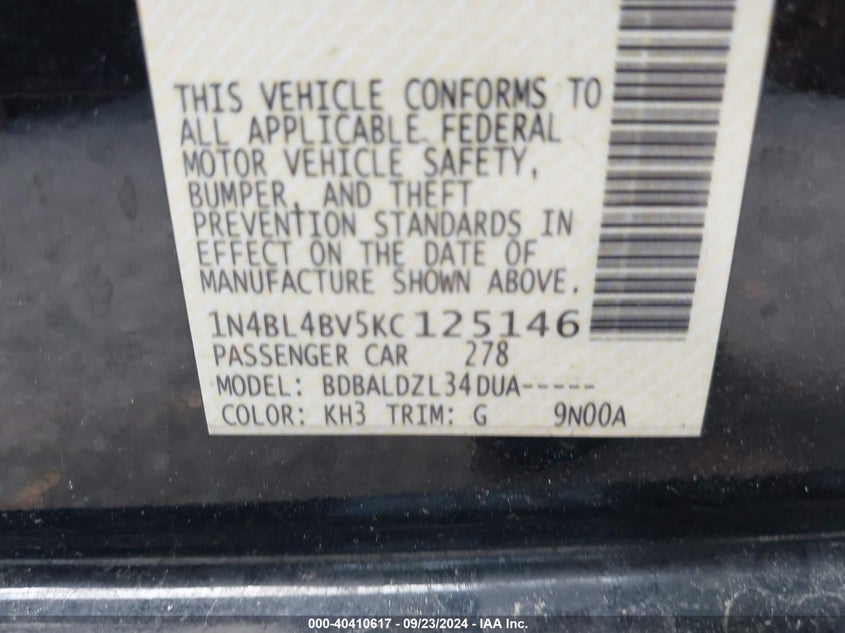 THIS VEHICLE CONFORMS TO
ALL APPLICABLE FEDERAL
MOTOR VEHICLE SAFETY,
BUMPER, AND THEFT
PREVENTION STANDARDS IN
EFFECT ON THE DATE OF
MANUFACTURE SHOWN ABOVE.
1N4BL4BV5KC125146
PASSENGER CAR 278
MODEL: BDBALDZL34DUA-----
COLOR: KH3 TRIM: G 9N00A
000-40410617 - 09/23/2024 - IAA Inc.